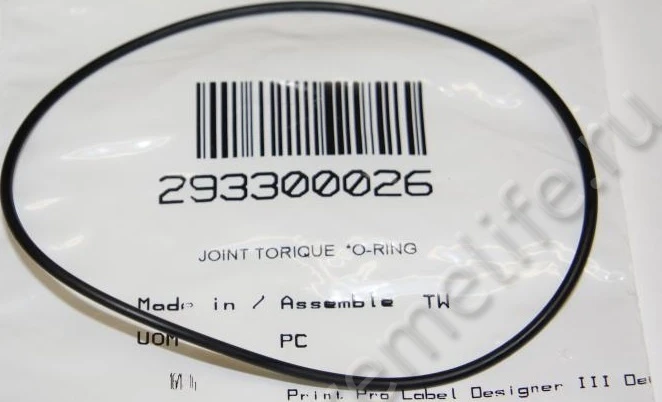 293300026
JOINT TORIQUE *O-RING
Made in / Assemble TW
UOM PC
Print Pro Label Designer III
emelife.ru